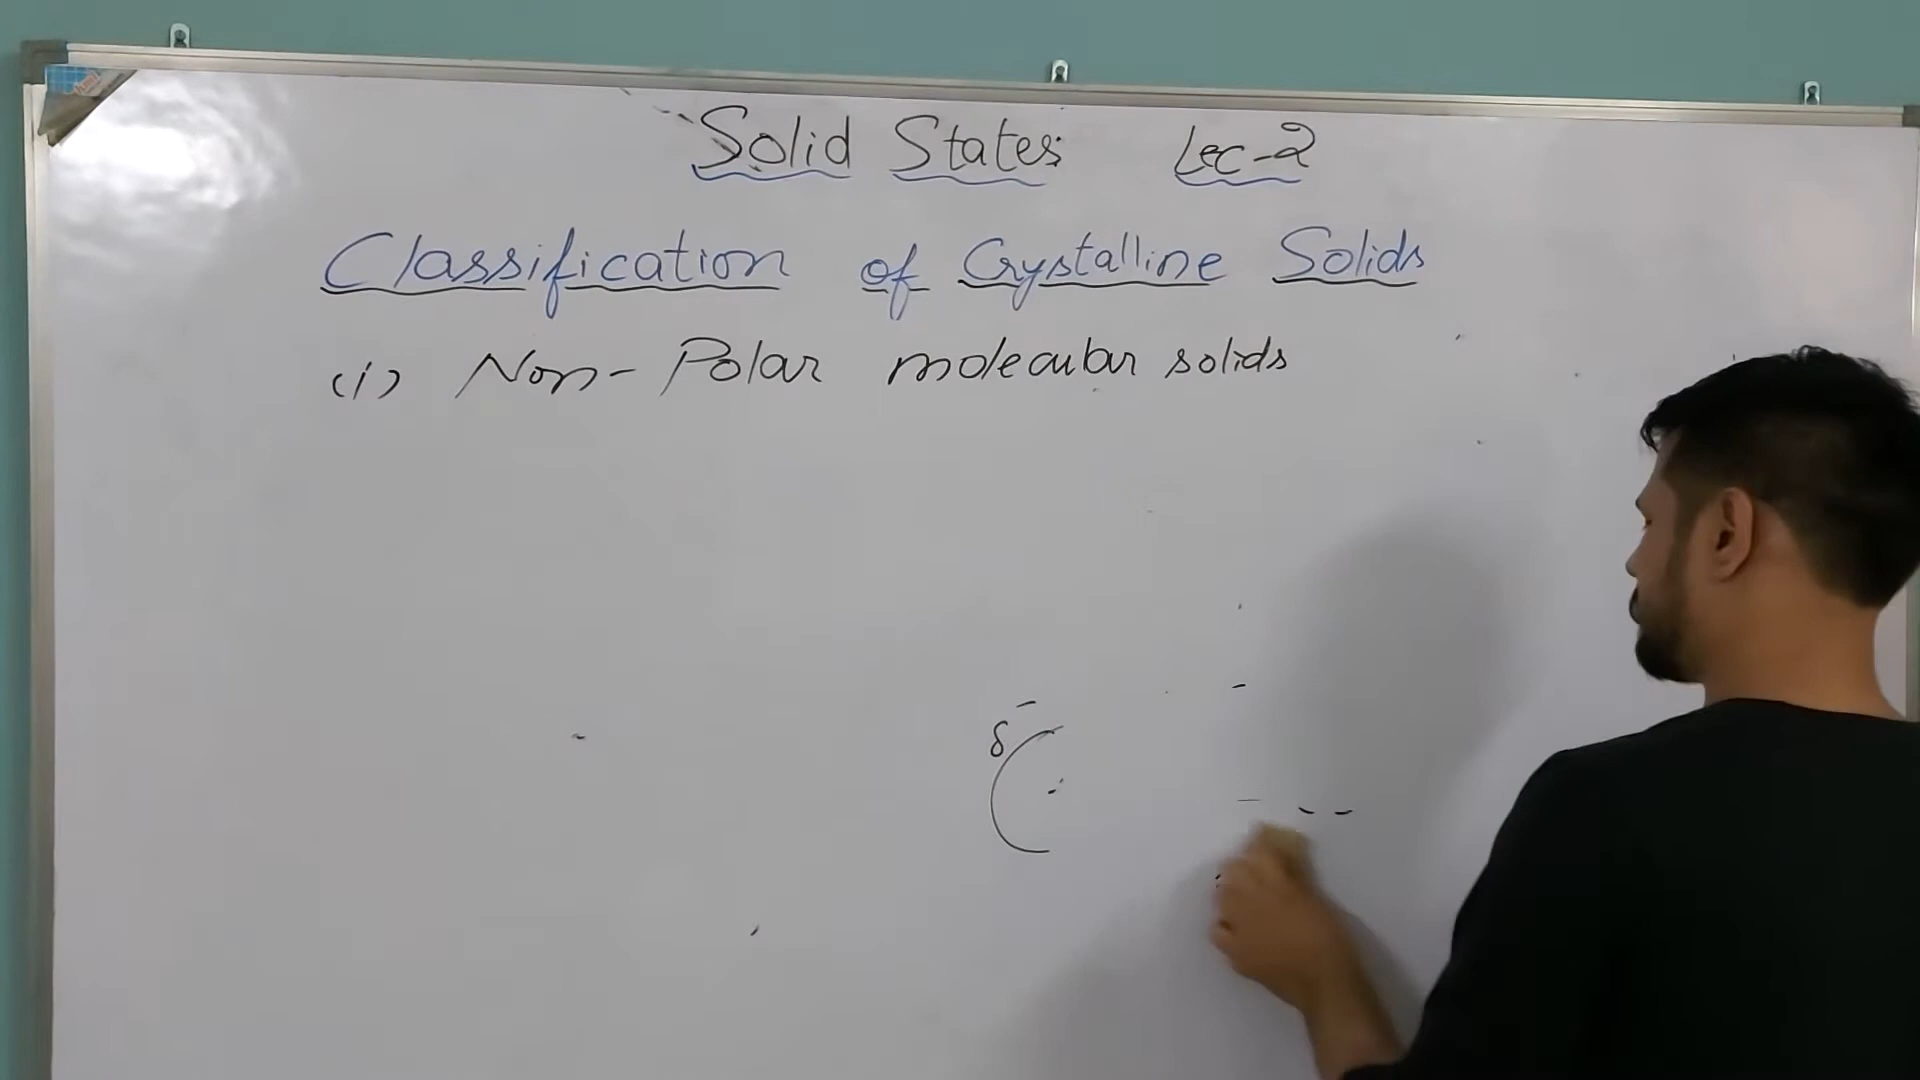 Solid States Lec-2
Classification of Crystalline Solids
(i) Non-Polar molecular solids
δ⁻